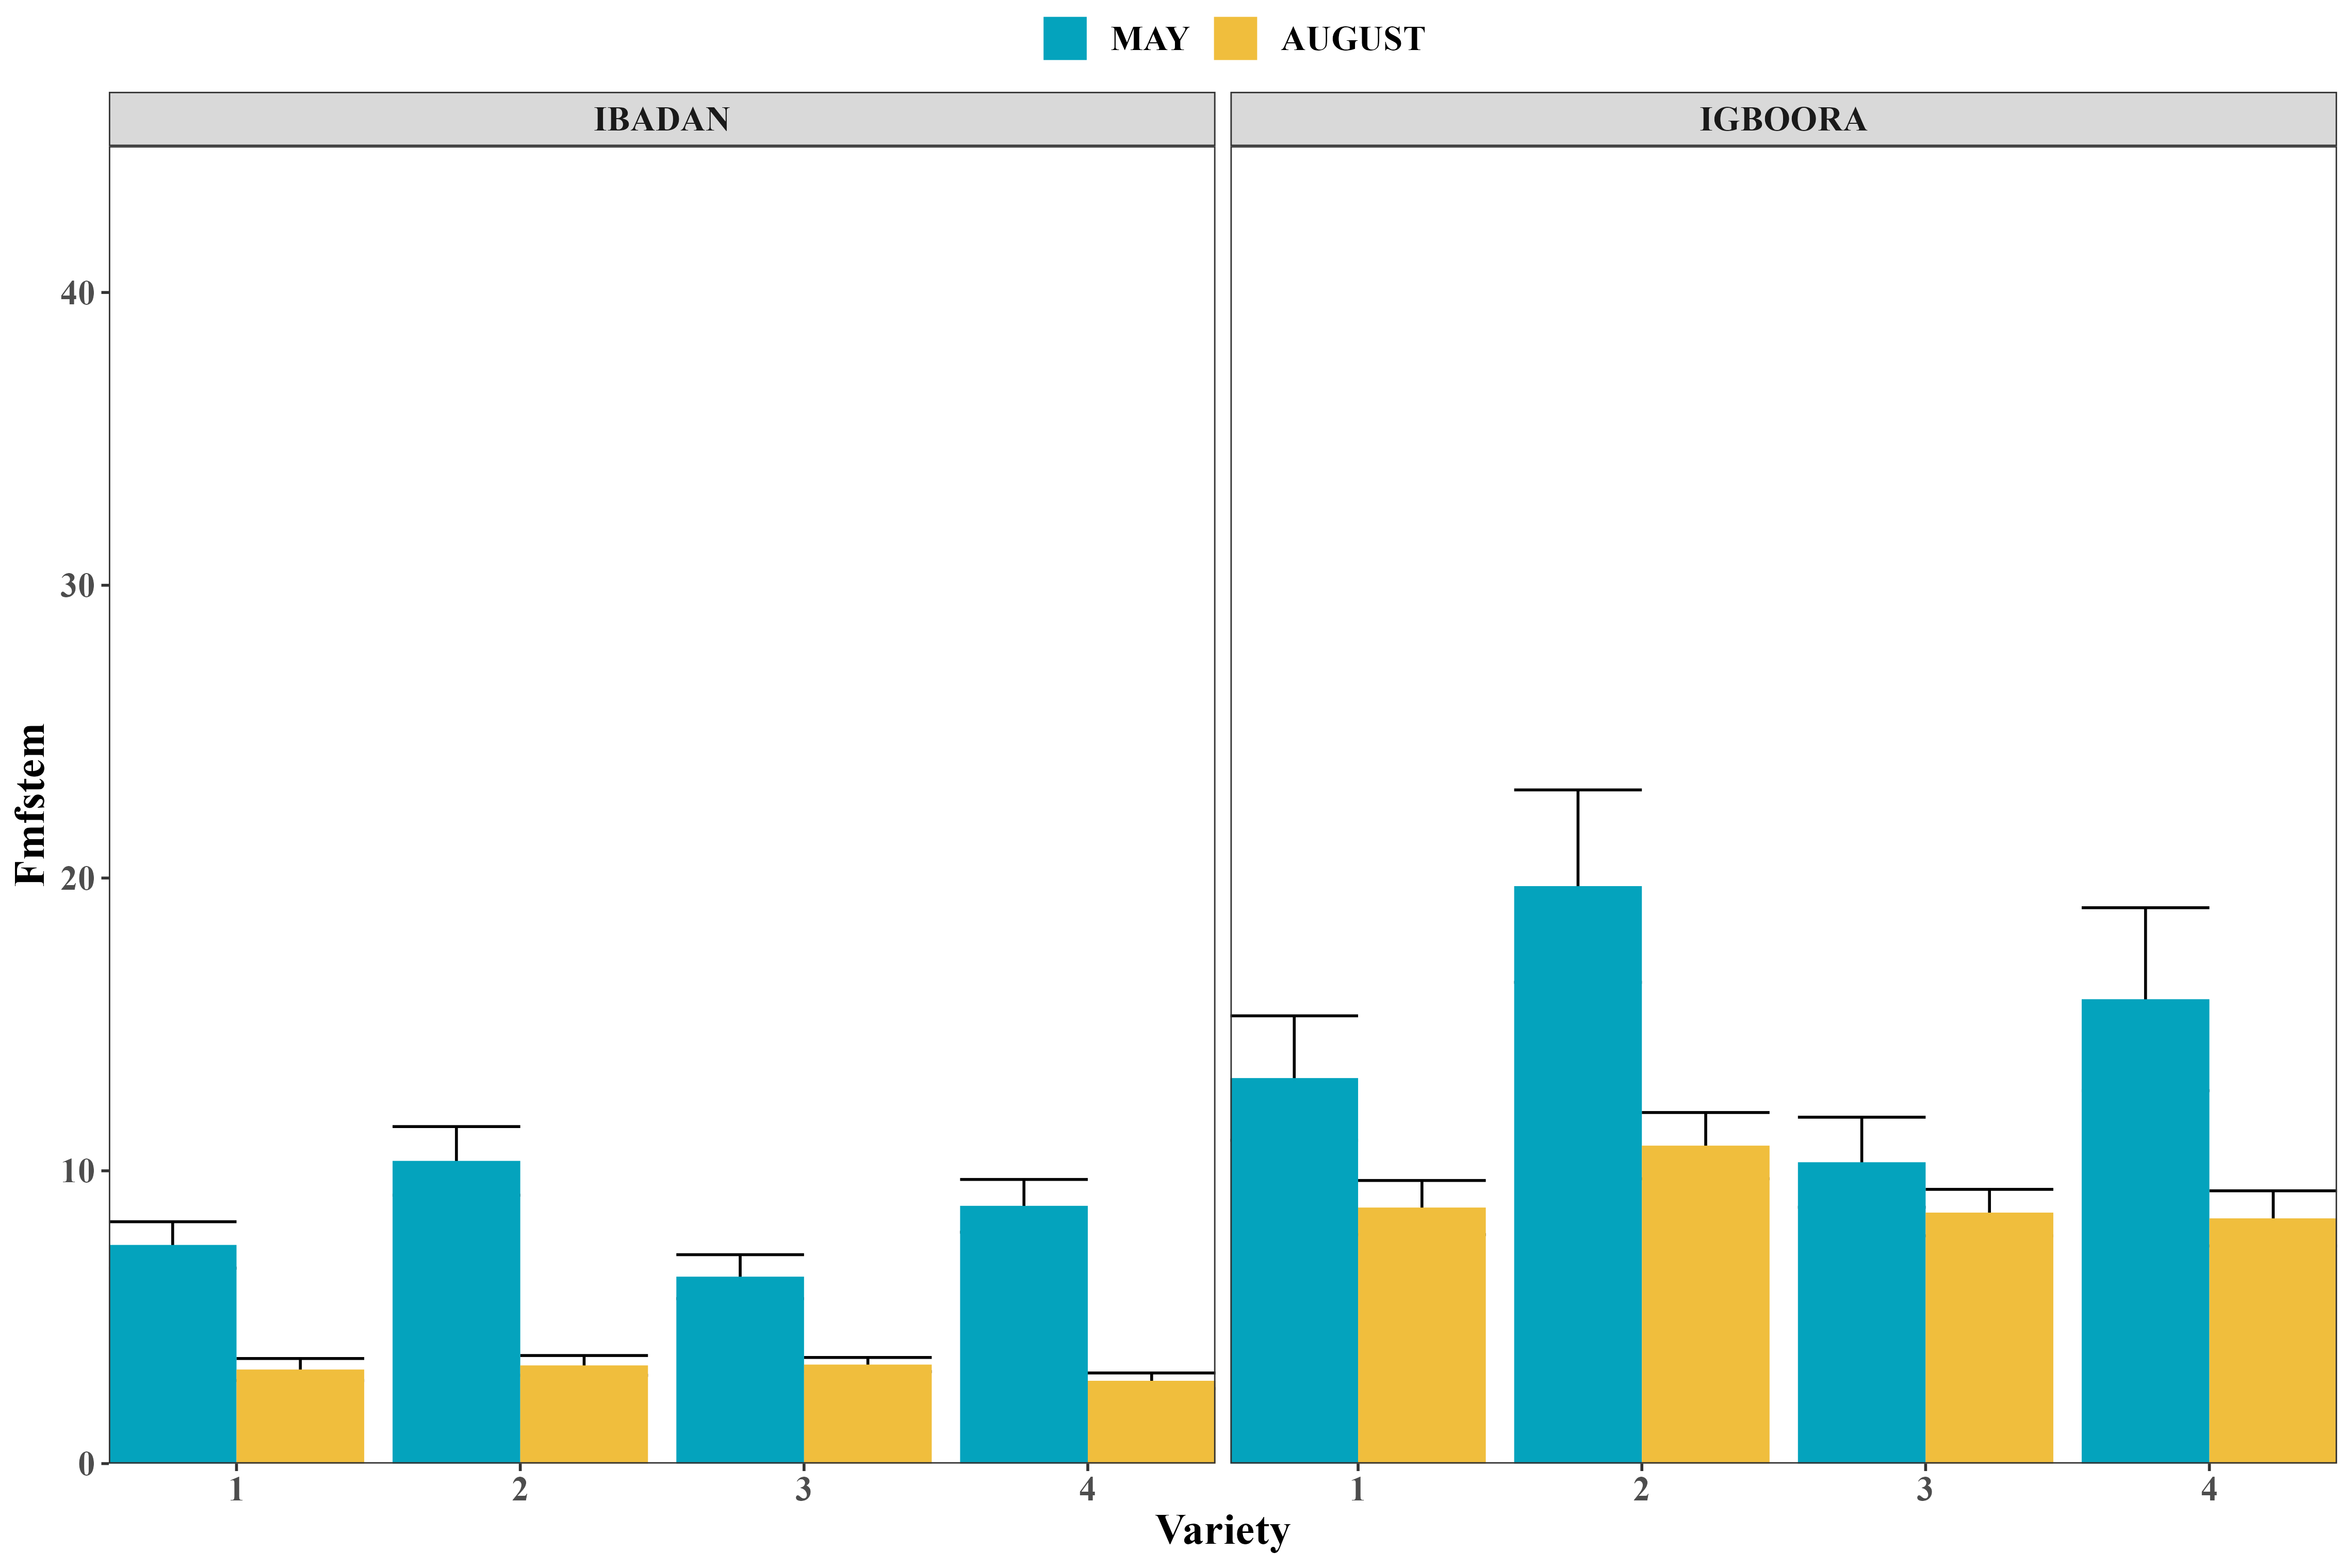 MAY AUGUST
IBADAN IGBOORA
40
30
20
10
0
Fmfstem
1 2 3 4 1 2 3 4
Variety